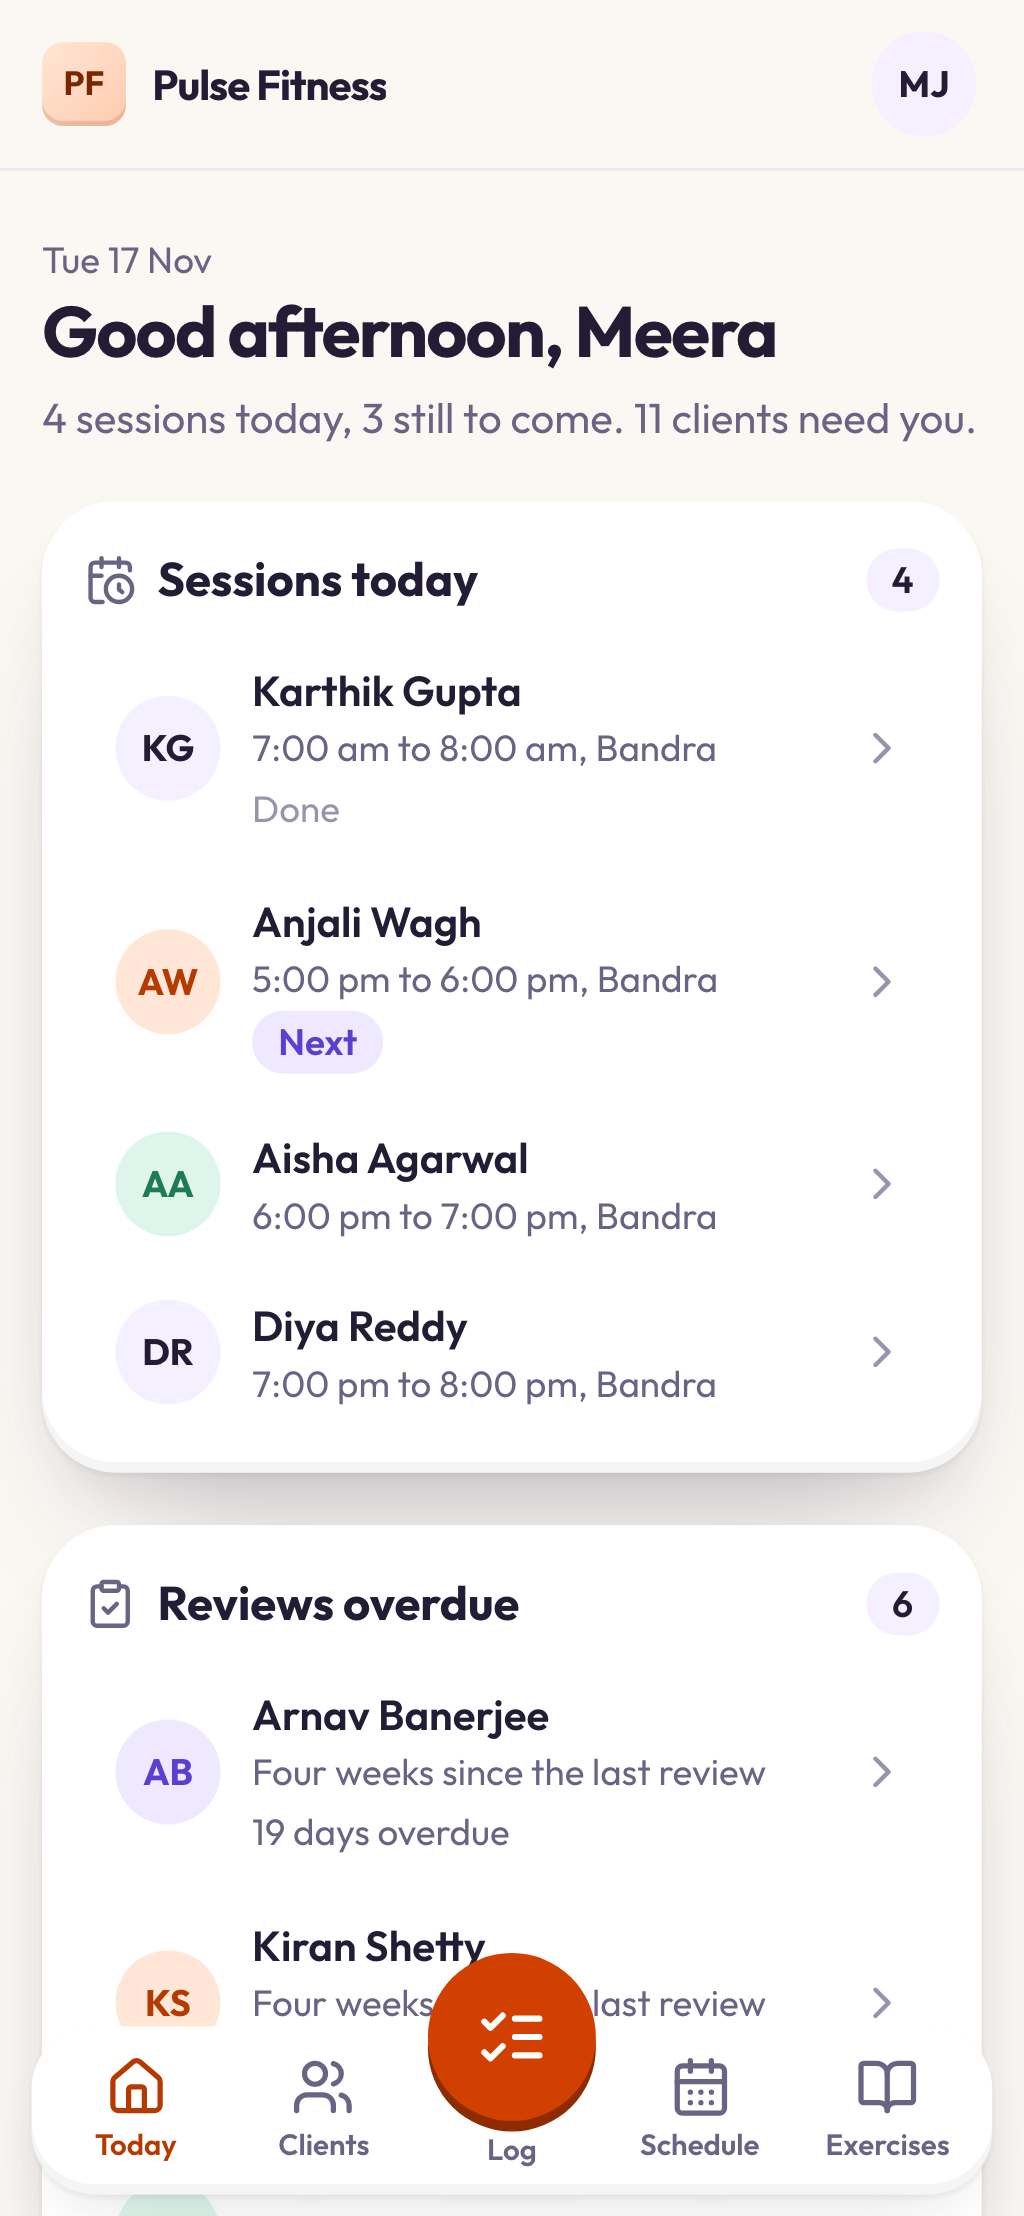 PF
Pulse Fitness
MJ
Tue 17 Nov
Good afternoon, Meera
4 sessions today, 3 still to come. 11 clients need you.
Sessions today
4
KG
Karthik Gupta
7:00 am to 8:00 am, Bandra
Done
AW
Anjali Wagh
5:00 pm to 6:00 pm, Bandra
Next
AA
Aisha Agarwal
6:00 pm to 7:00 pm, Bandra
DR
Diya Reddy
7:00 pm to 8:00 pm, Bandra
Reviews overdue
6
AB
Arnav Banerjee
Four weeks since the last review
19 days overdue
KS
Kiran Shetty
Four weeks last review
Today
Clients
Log
Schedule
Exercises